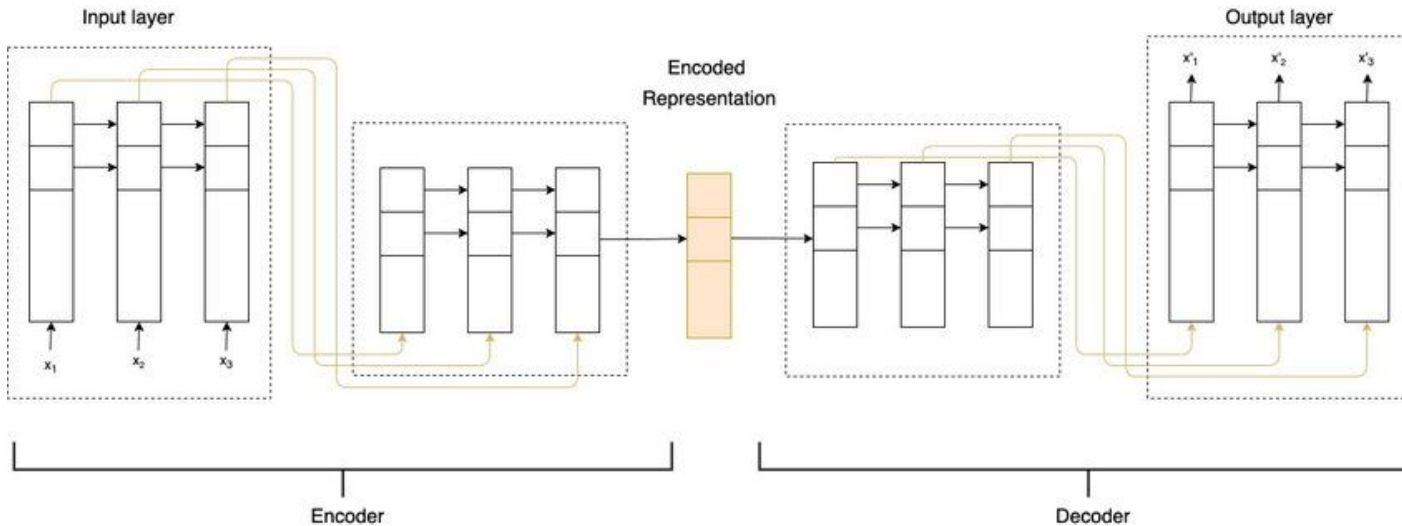 Input layer
Output layer
Encoded
Representation
x'₁
x'₂
x'₃
x₁
x₂
x₃
Encoder
Decoder